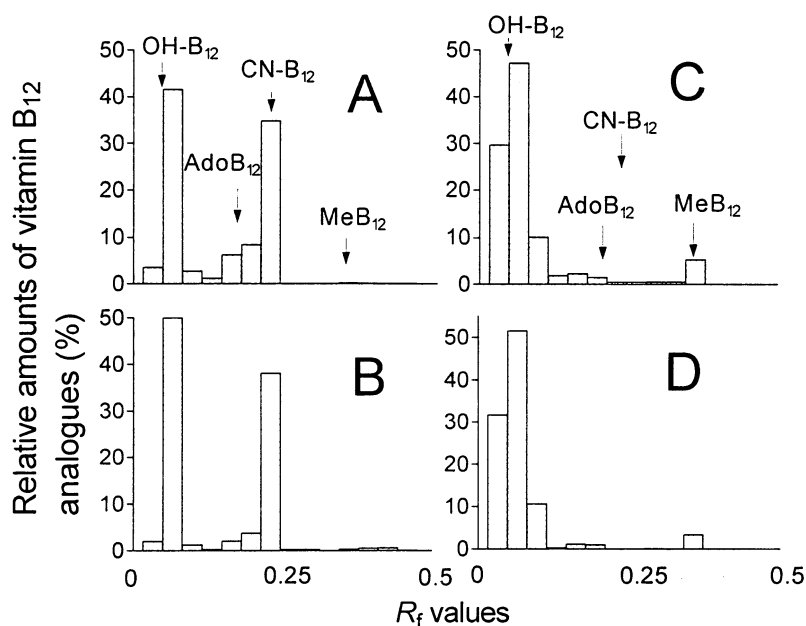 Relative amounts of vitamin B12
analogues (%)
50
40
30
20
10
0
OH-B12
CN-B12
AdoB12
MeB12
A
50
40
30
20
10
0
OH-B12
CN-B12
AdoB12
MeB12
C
50
40
30
20
10
0
B
0
0.25
0.5
50
40
30
20
10
0
D
0
0.25
0.5
Rf values